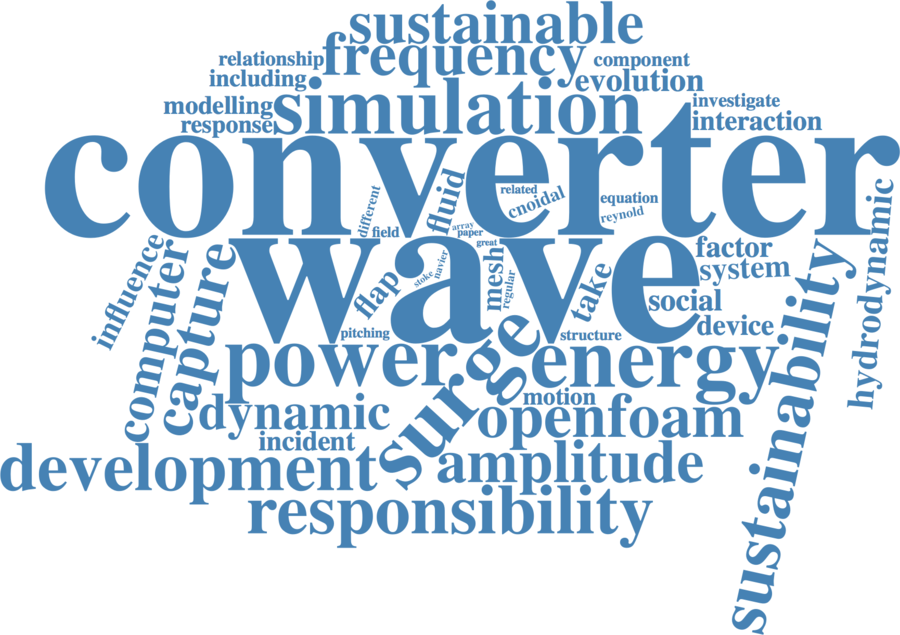 sustainable
relationship
frequency
component
including
evolution
modelling
simulation
investigate
response
interaction
converter
different
field
fluid
related
cnoidal
equation
reynold
array
paper
great
hydrodynamic
influence
computer
capture
wave
flap
stoke
navier
mesh
regular
take
factor
system
social
device
pitching
structure
power
surge
energy
sustainability
motion
dynamic
openfoam
incident
development
amplitude
responsibility